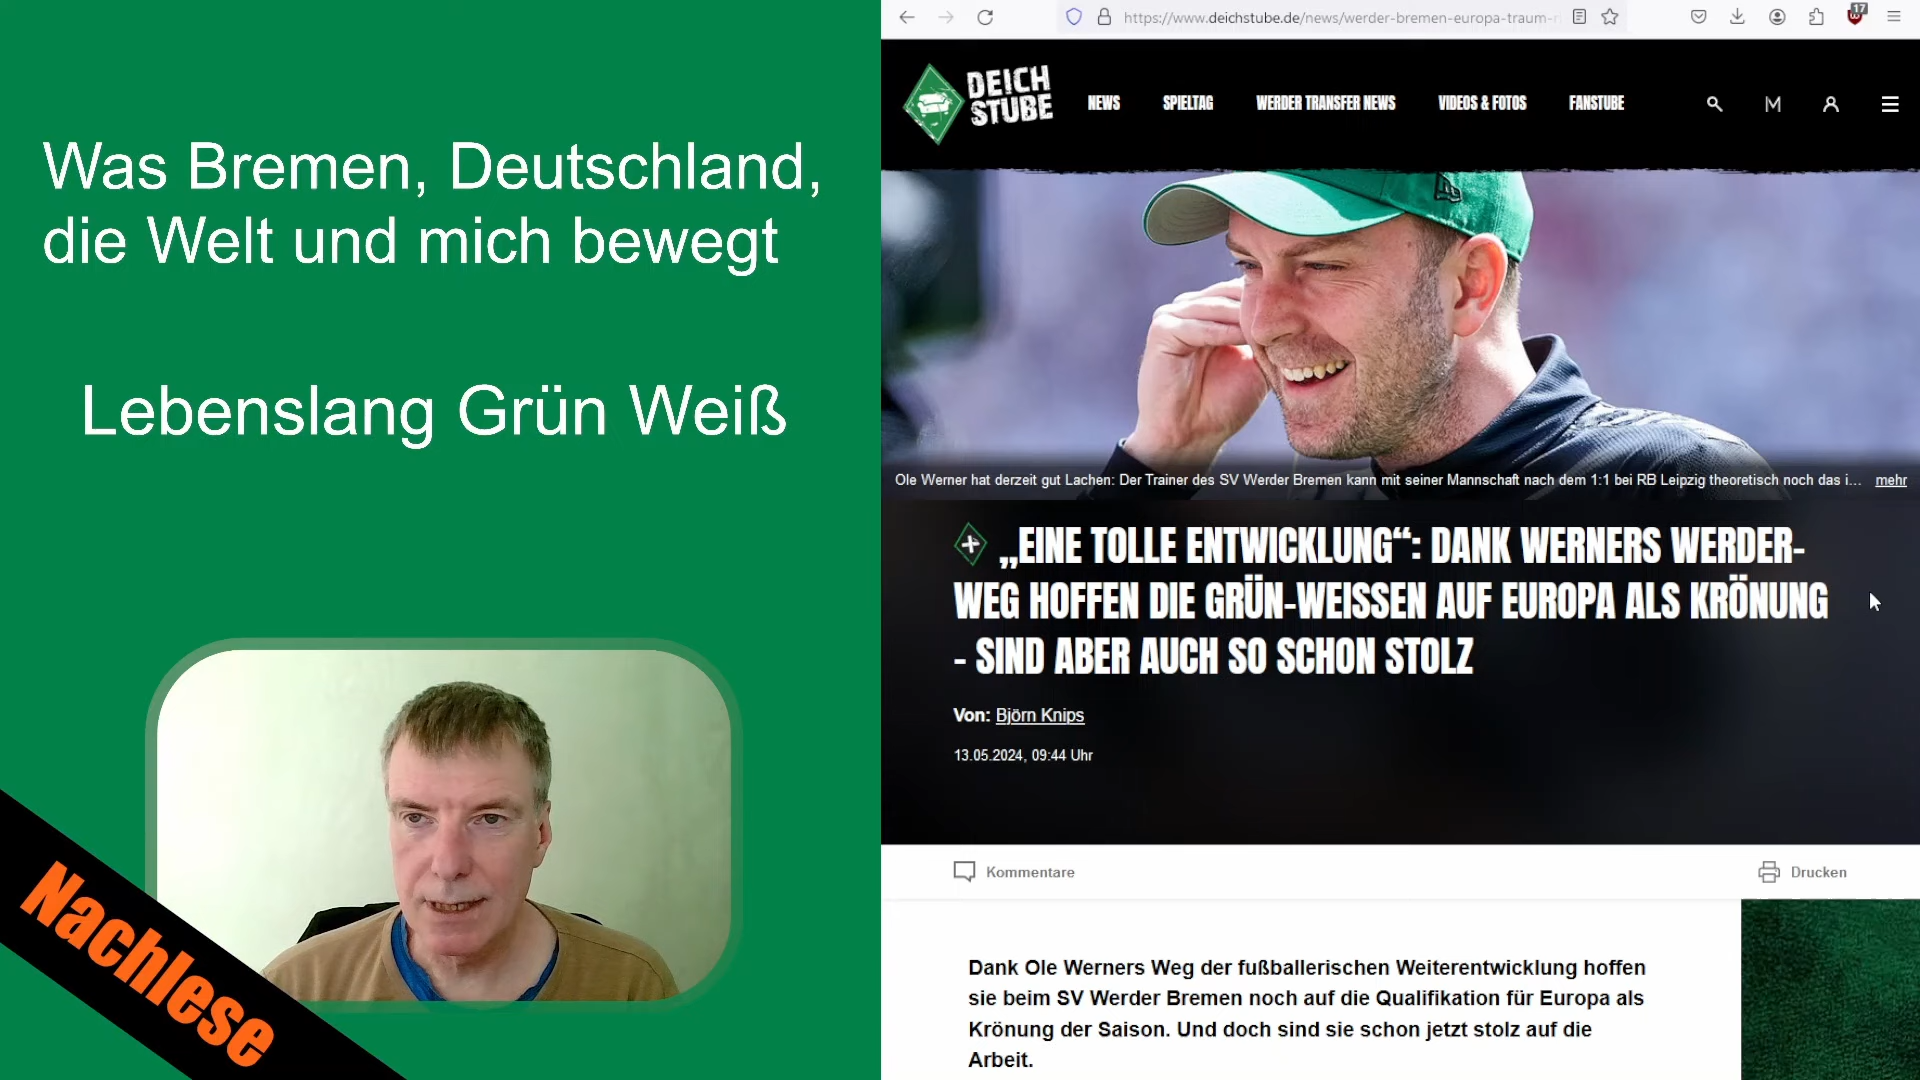 Was Bremen, Deutschland,
die Welt und mich bewegt
Lebenslang Grün Weiß
Nachlese
https://www.deichstube.de/news/werder-bremen-europa-traum-
17
DEICH
STUBE
NEWS
SPIELTAG
WERDER TRANSFER NEWS
VIDEOS & FOTOS
FANSTUBE
M
Ole Werner hat derzeit gut Lachen: Der Trainer des SV Werder Bremen kann mit seiner Mannschaft nach dem 1:1 bei RB Leipzig theoretisch noch das i... mehr
„EINE TOLLE ENTWICKLUNG“: DANK WERNERS WERDER-
WEG HOFFEN DIE GRÜN-WEISSEN AUF EUROPA ALS KRÖNUNG
- SIND ABER AUCH SO SCHON STOLZ
Von: Björn Knips
13.05.2024, 09:44 Uhr
Kommentare
Drucken
Dank Ole Werners Weg der fußballerischen Weiterentwicklung hoffen
sie beim SV Werder Bremen noch auf die Qualifikation für Europa als
Krönung der Saison. Und doch sind sie schon jetzt stolz auf die
Arbeit.